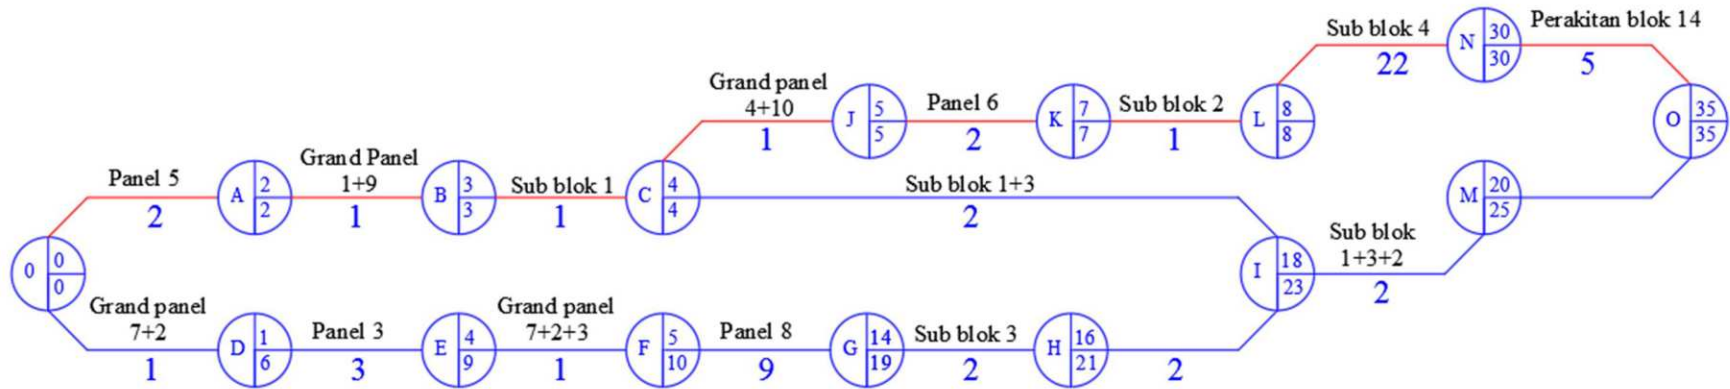 Sub blok 4
22
N
30
30
Perakitan blok 14
5
Grand panel
4+10
1
J
5
5
Panel 6
2
K
7
7
Sub blok 2
1
L
8
8
O
35
35
Panel 5
2
A
2
2
Grand Panel
1+9
1
B
3
3
Sub blok 1
1
C
4
4
Sub blok 1+3
2
M
20
25
0
0
0
Sub blok
1+3+2
2
I
18
23
Grand panel
7+2
1
D
1
6
Panel 3
3
E
4
9
Grand panel
7+2+3
1
F
5
10
Panel 8
9
G
14
19
Sub blok 3
2
H
16
21
2